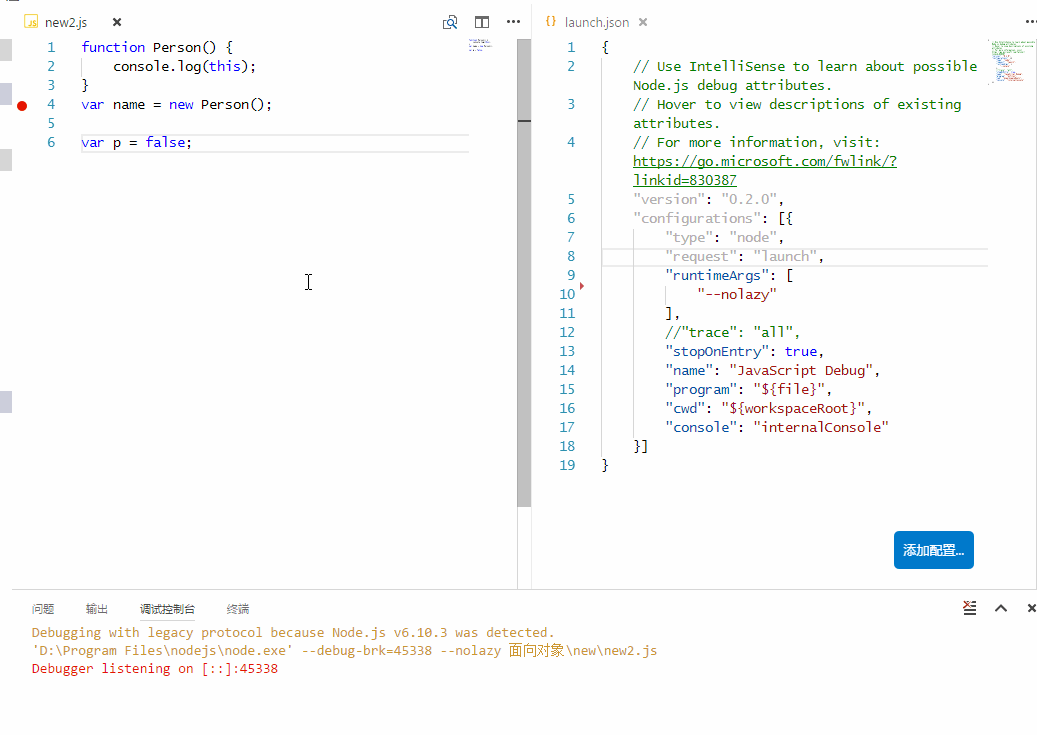 new2.js
1 function Person() {
2 console.log(this);
3 }
4 var name = new Person();
5
6 var p = false;
launch.json
1 {
2 // Use IntelliSense to learn about possible
Node.js debug attributes.
3 // Hover to view descriptions of existing
attributes.
4 // For more information, visit:
https://go.microsoft.com/fwlink/?
linkid=830387
5 "version": "0.2.0",
6 "configurations": [{
7 "type": "node",
8 "request": "launch",
9 "runtimeArgs": [
10 "--nolazy"
11 ],
12 //"trace": "all",
13 "stopOnEntry": true,
14 "name": "JavaScript Debug",
15 "program": "${file}",
16 "cwd": "${workspaceRoot}",
17 "console": "internalConsole"
18 }]
19 }
添加配置...
问题 输出 调试控制台 终端
Debugging with legacy protocol because Node.js v6.10.3 was detected.
'D:\Program Files\nodejs\node.exe' --debug-brk=45338 --nolazy 面向对象\new\new2.js
Debugger listening on [::]:45338